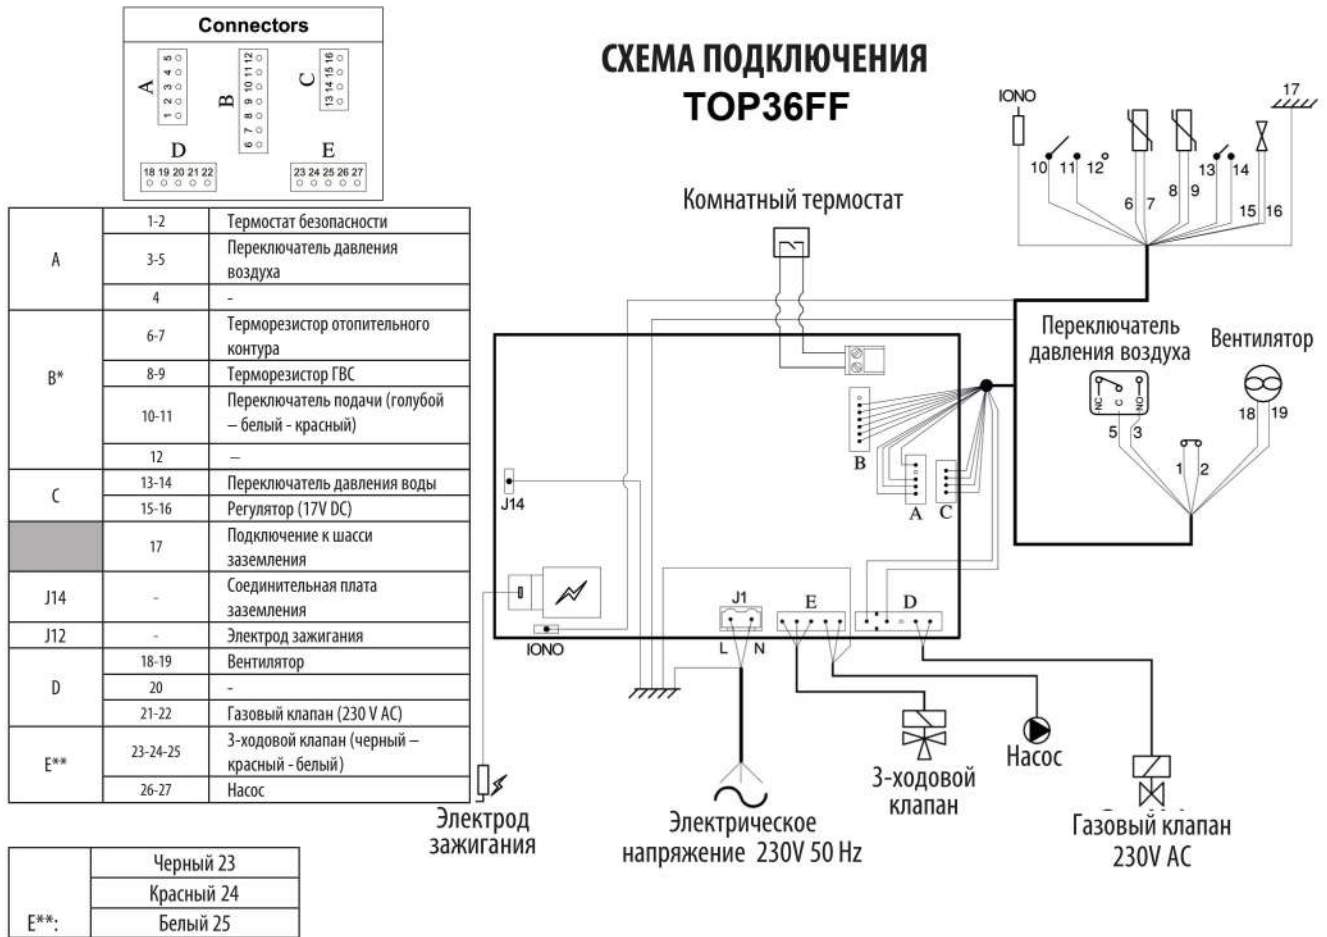 Connectors
A
1 2 3 4 5
B
6 7 8 9 10 11 12
C
13 14 15 16
D
18 19 20 21 22
E
23 24 25 26 27
СХЕМА ПОДКЛЮЧЕНИЯ
TOP36FF
A
1-2 Термостат безопасности
3-5 Переключатель давления
воздуха
4 -
B*
6-7 Терморезистор отопительного
контура
8-9 Терморезистор ГВС
10-11 Переключатель подачи (голубой
– белый - красный)
12 –
C
13-14 Переключатель давления воды
15-16 Регулятор (17V DC)
17 Подключение к шасси
заземления
J14 - Соединительная плата
заземления
J12 - Электрод зажигания
D
18-19 Вентилятор
20 -
21-22 Газовый клапан (230 V AC)
E**
23-24-25 3-ходовой клапан (черный –
красный - белый)
26-27 Насос
E**:
Черный 23
Красный 24
Белый 25
Комнатный термостат
IONO
17
10 11 12
6 7
8 9
13 14
15 16
Переключатель
давления воздуха
Вентилятор
NC C NO
5 3
1 2
18 19
B
A
C
J14
IONO
J1
E
D
L N
Электрод
зажигания
Электрическое
напряжение 230V 50 Hz
3-ходовой
клапан
Насос
Газовый клапан
230V AC